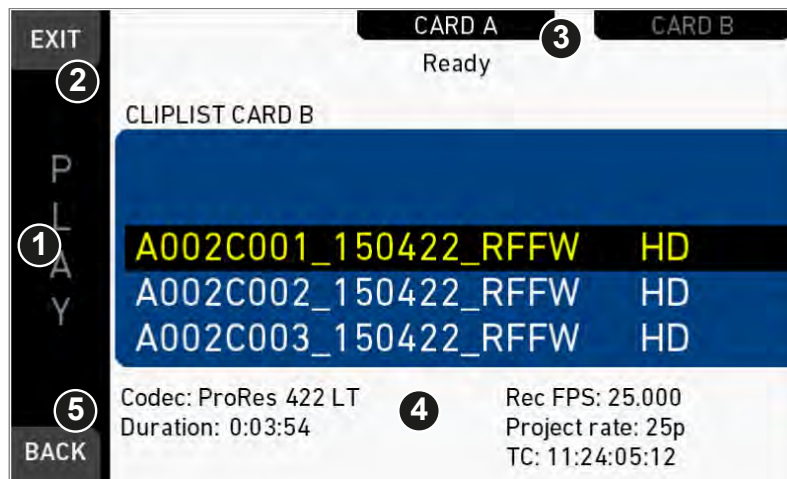 EXIT
CARD A
3
CARD B
2
Ready
CLIPLIST CARD B
PLAY
1
A002C001_150422_RFFW HD
A002C002_150422_RFFW HD
A002C003_150422_RFFW HD
Codec: ProRes 422 LT
4
Rec FPS: 25.000
5
Duration: 0:03:54
Project rate: 25p
BACK
TC: 11:24:05:12